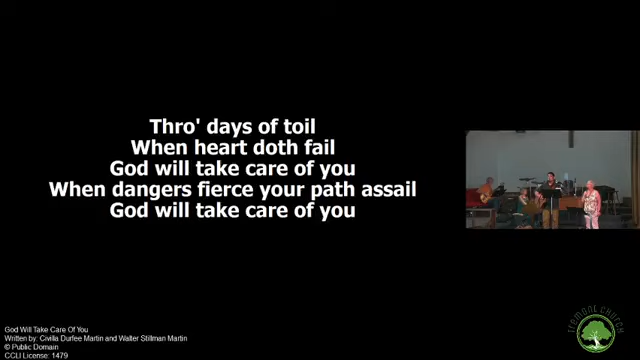 Thro' days of toil
When heart doth fail
God will take care of you
When dangers fierce your path assail
God will take care of you
God Will Take Care Of You
Written by: Civilla Durfee Martin and Walter Stillman Martin
© Public Domain
CCLI License: 1479
Tremont Church